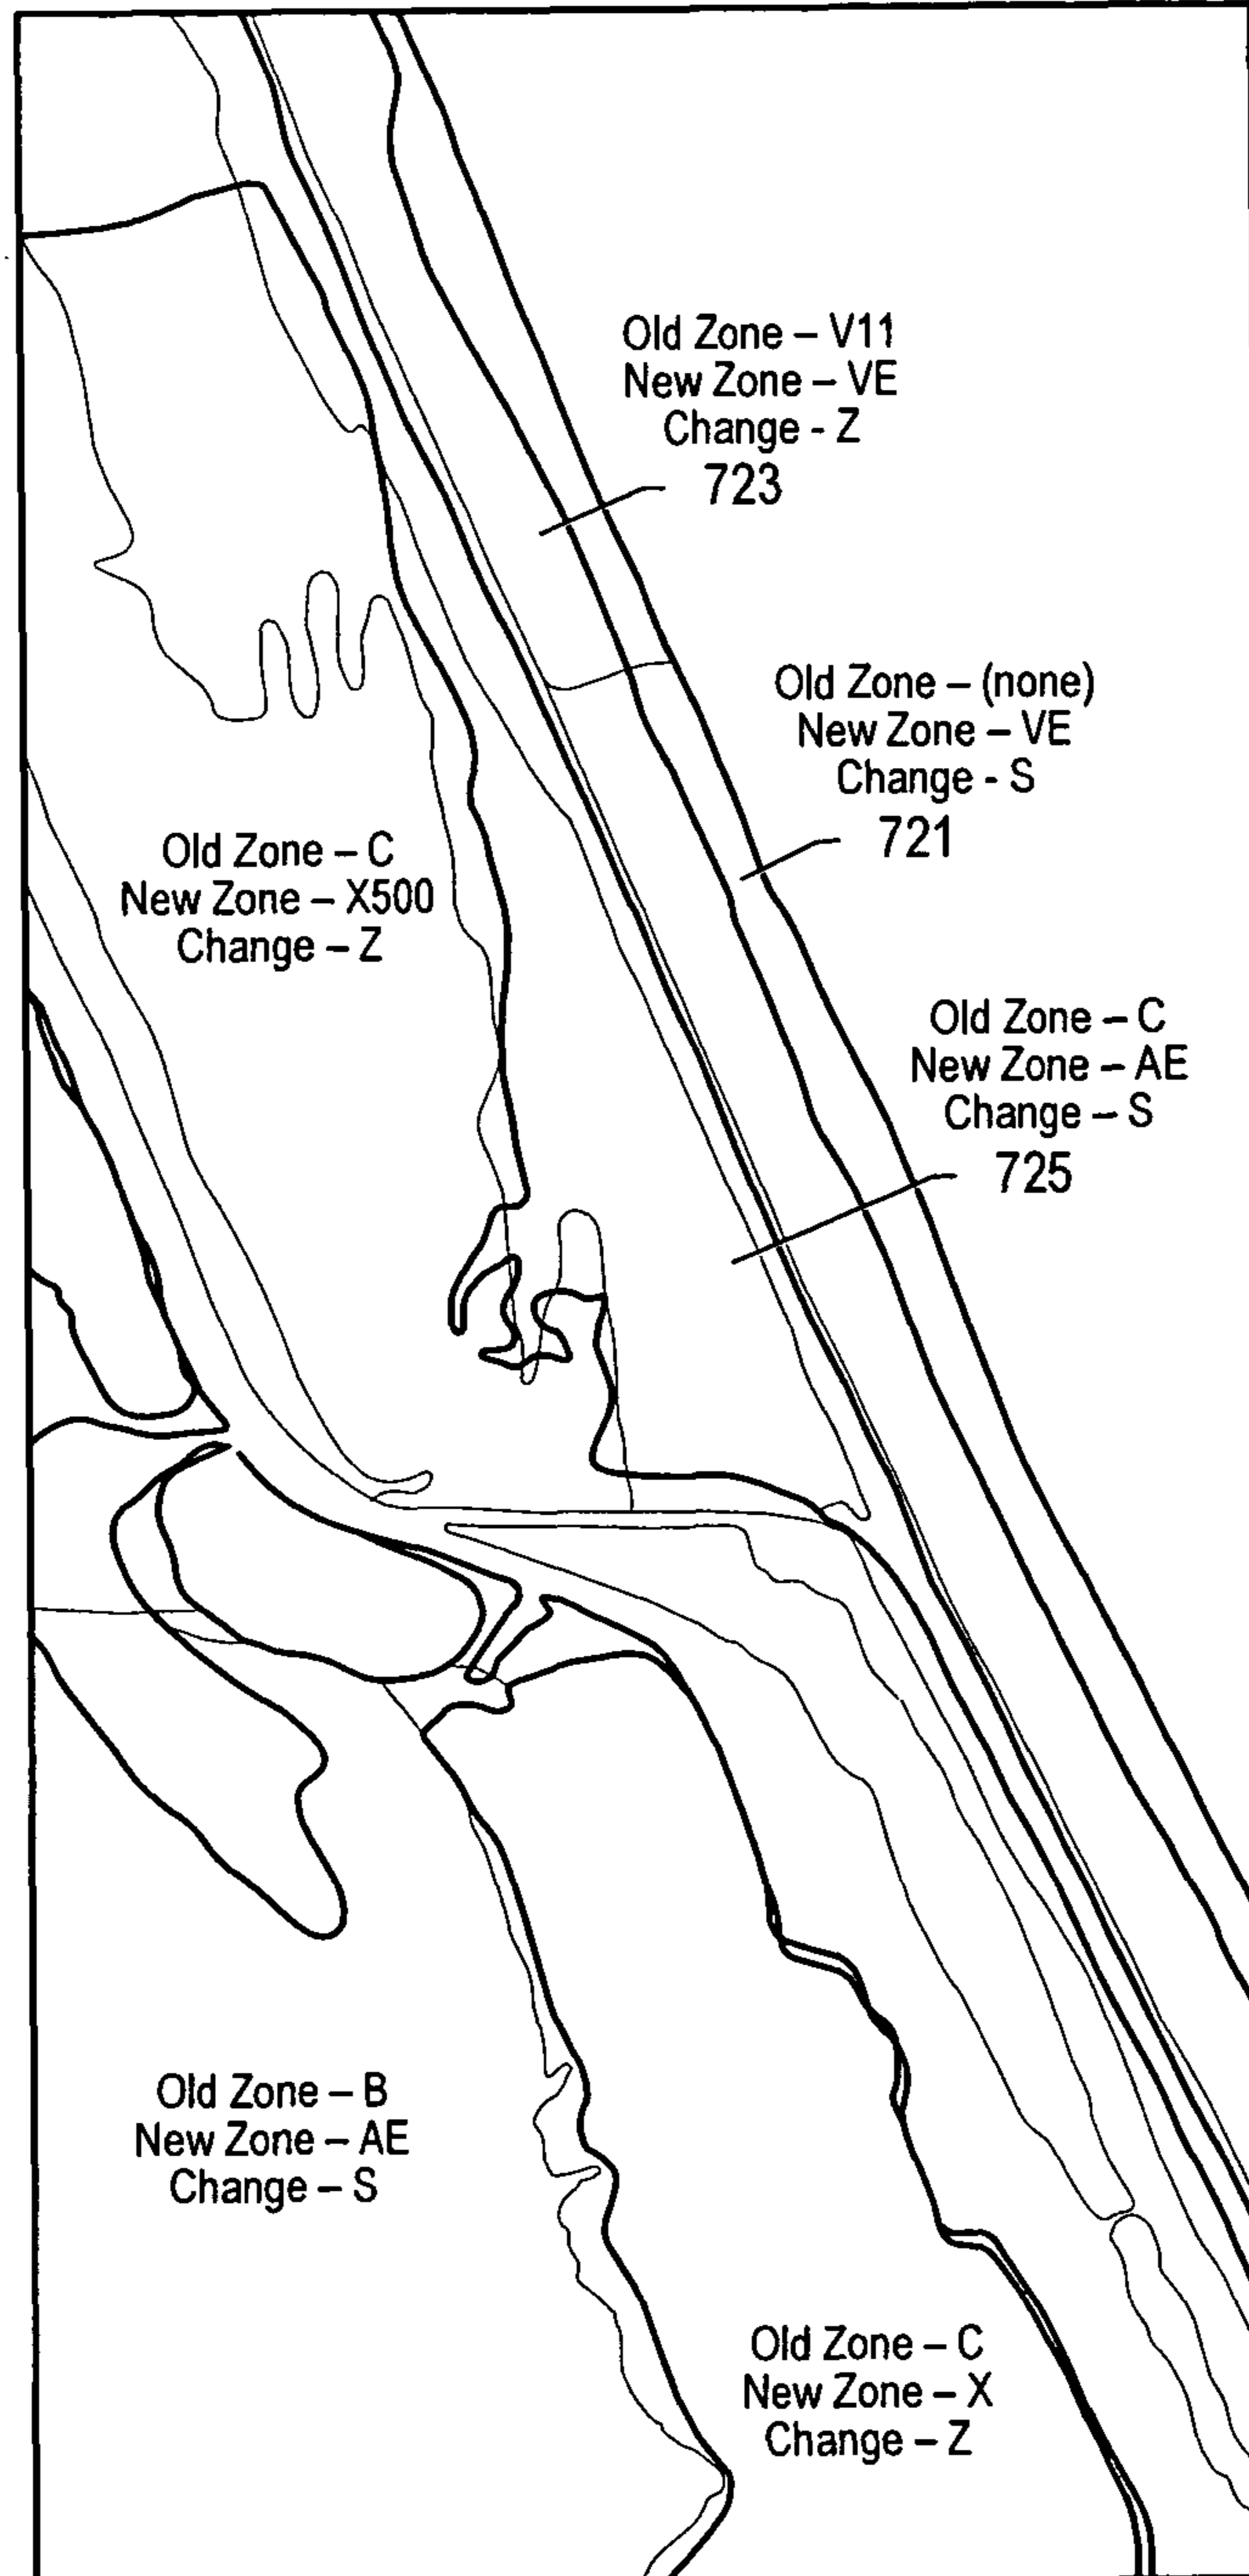 Old Zone – V11
New Zone – VE
Change - Z
723
Old Zone – (none)
New Zone – VE
Change - S
721
Old Zone – C
New Zone – X500
Change – Z
Old Zone – C
New Zone – AE
Change – S
725
Old Zone – B
New Zone – AE
Change – S
Old Zone – C
New Zone – X
Change – Z